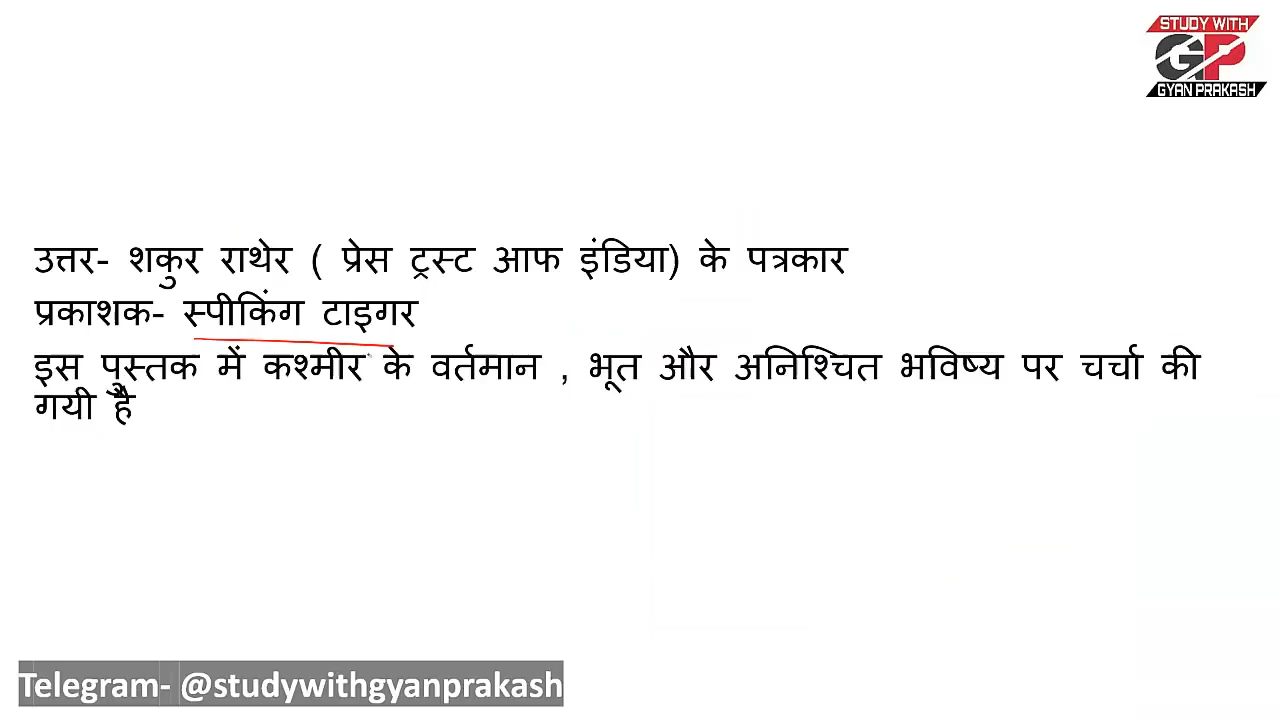 STUDY WITH
GP
GYAN PRAKASH
उत्तर- शकुर राथेर ( प्रेस ट्रस्ट आफ इंडिया) के पत्रकार
प्रकाशक- स्पीकिंग टाइगर
इस पुस्तक में कश्मीर के वर्तमान , भूत और अनिश्चित भविष्य पर चर्चा की
गयी है
Telegram- @studywithgyanprakash